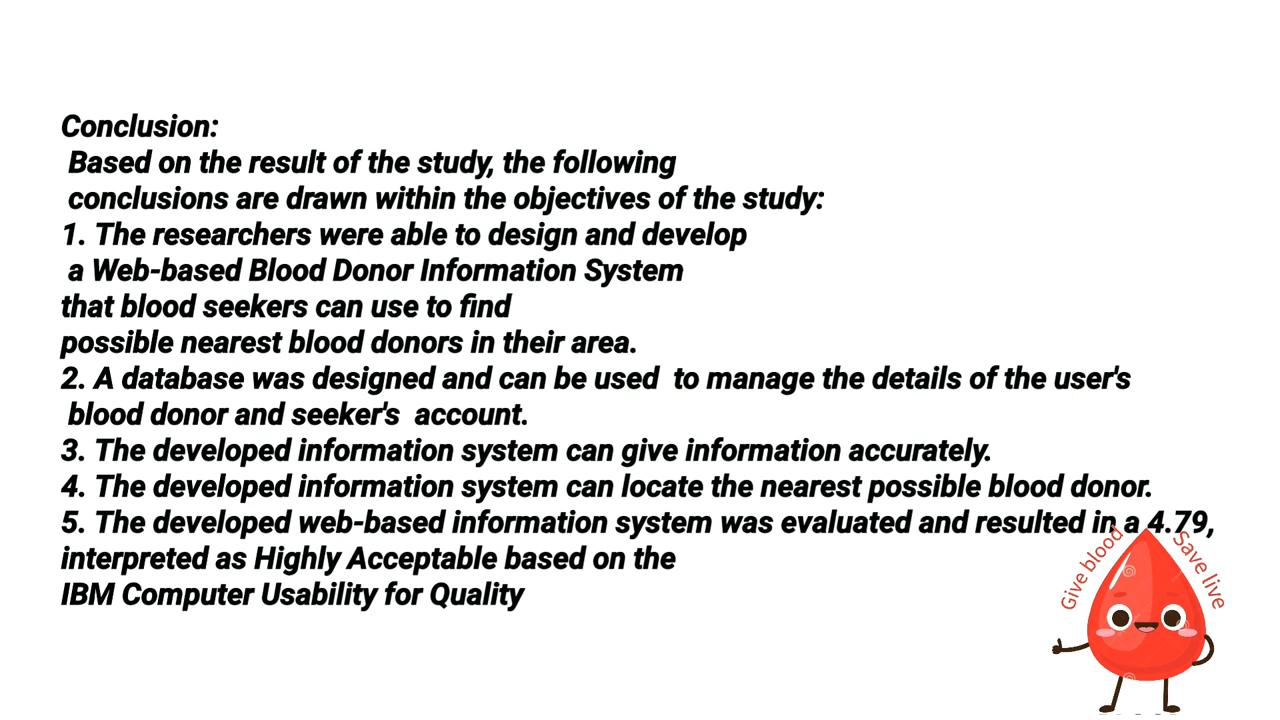 Conclusion:
Based on the result of the study, the following
conclusions are drawn within the objectives of the study:
1. The researchers were able to design and develop
a Web-based Blood Donor Information System
that blood seekers can use to find
possible nearest blood donors in their area.
2. A database was designed and can be used  to manage the details of the user's
blood donor and seeker's  account.
3. The developed information system can give information accurately.
4. The developed information system can locate the nearest possible blood donor.
5. The developed web-based information system was evaluated and resulted in a 4.79,
interpreted as Highly Acceptable based on the
IBM Computer Usability for Quality
Give blood
Save live